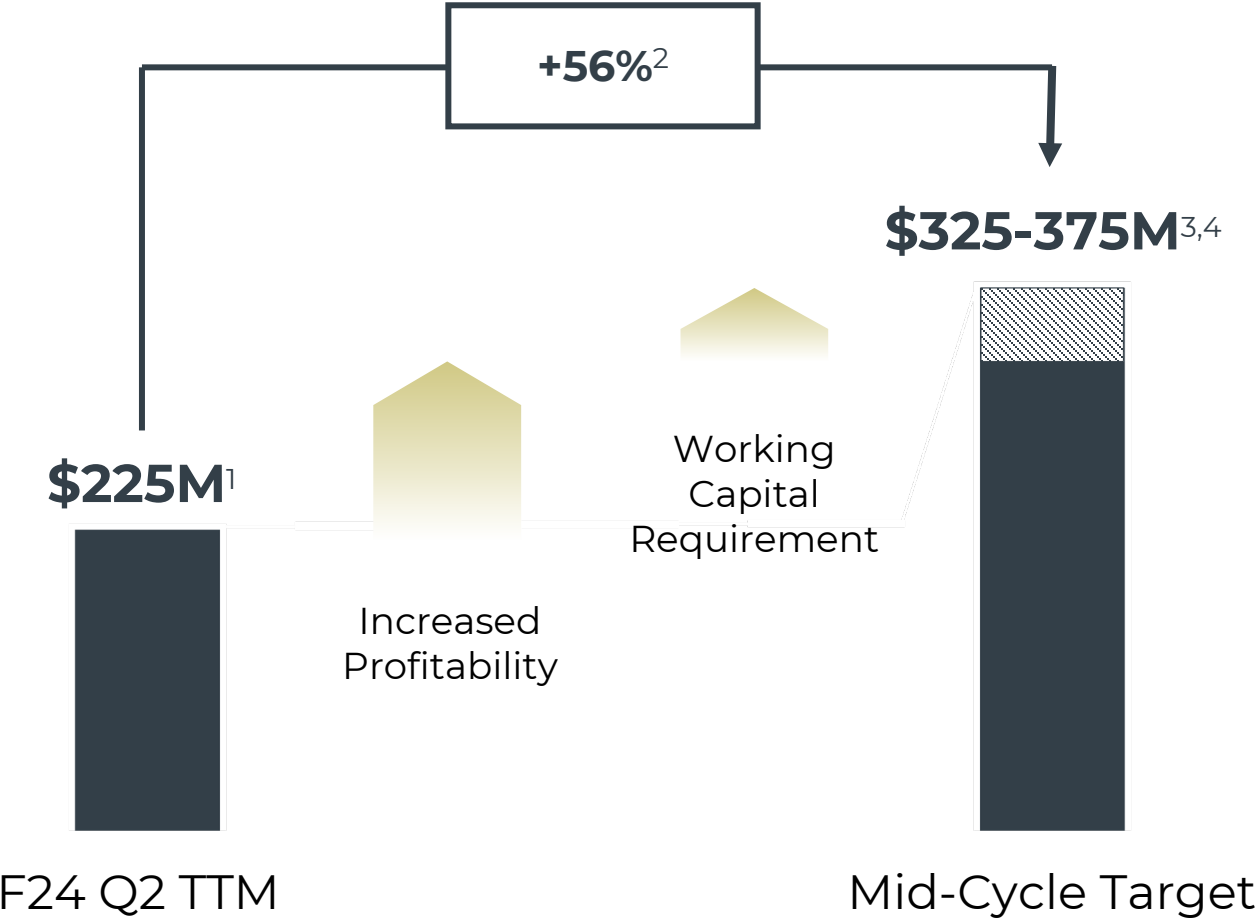 +56%2
$325-375M3,4
$225M1
Working
Capital
Requirement
Increased
Profitability
F24 Q2 TTM
Mid-Cycle Target